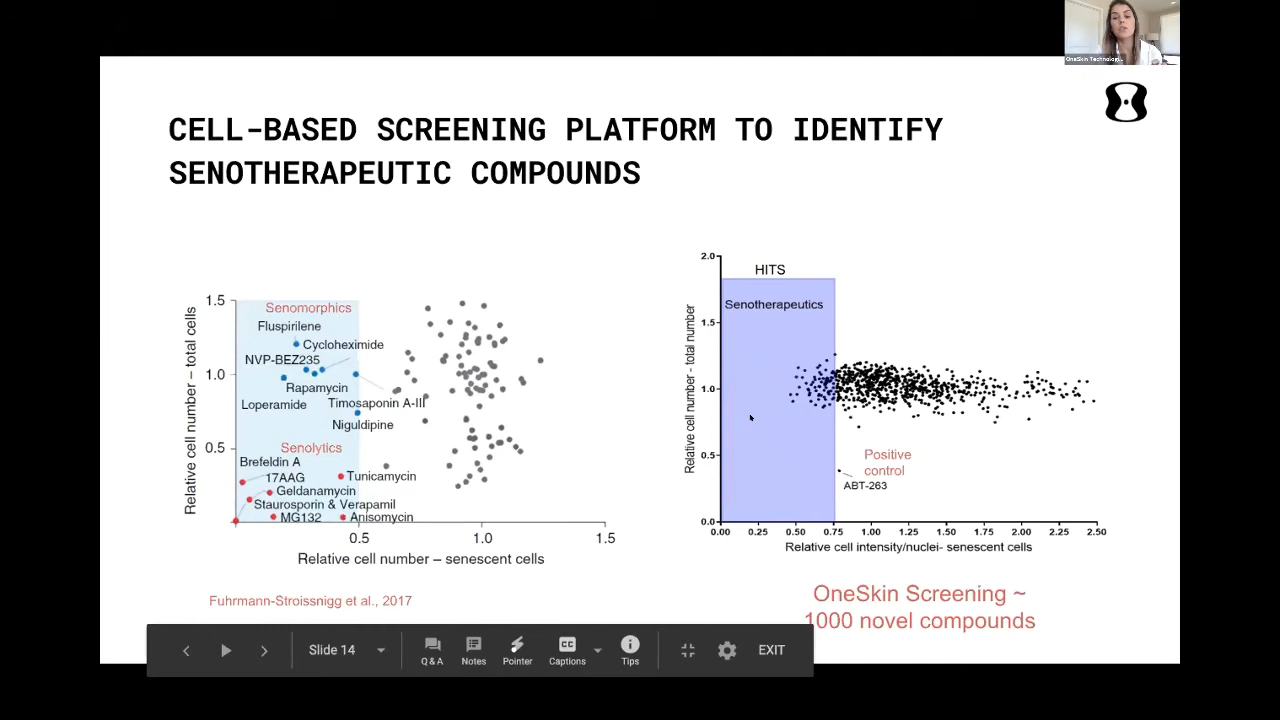 OneSkin Technolog...
CELL-BASED SCREENING PLATFORM TO IDENTIFY
SENOTHERAPEUTIC COMPOUNDS
Relative cell number – total cells
1.5
1.0
0.5
Senomorphics
Fluspirilene
Cycloheximide
NVP-BEZ235
Rapamycin
Loperamide
Timosaponin A-III
Niguldipine
Senolytics
Brefeldin A
17AAG
Tunicamycin
Geldanamycin
Staurosporin & Verapamil
MG132
Anisomycin
0.5
1.0
1.5
Relative cell number – senescent cells
Fuhrmann-Stroissnigg et al., 2017
Relative cell number - total number
2.0
1.5
1.0
0.5
0.0
HITS
Senotherapeutics
Positive
control
ABT-263
0.00 0.25 0.50 0.75 1.00 1.25 1.50 1.75 2.00 2.25 2.50
Relative cell intensity/nuclei- senescent cells
OneSkin Screening ~
1000 novel compounds
Slide 14
Q & A
Notes
Pointer
CC
Captions
Tips
EXIT